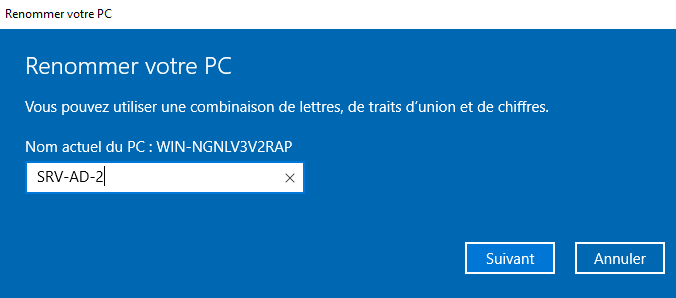 Renommer votre PC
Renommer votre PC
Vous pouvez utiliser une combinaison de lettres, de traits d'union et de chiffres.
Nom actuel du PC : WIN-NGNLV3V2RAP
SRV-AD-2
Suivant Annuler